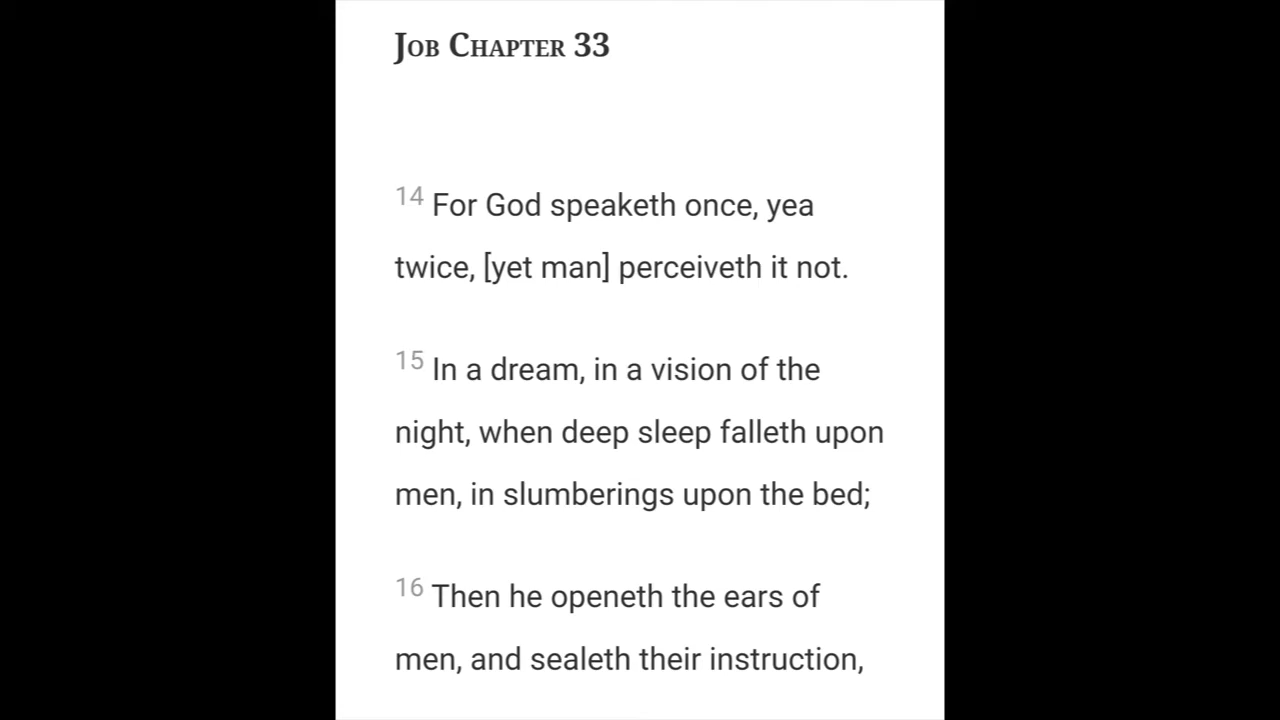 Job Chapter 33
14 For God speaketh once, yea
twice, [yet man] perceiveth it not.
15 In a dream, in a vision of the
night, when deep sleep falleth upon
men, in slumberings upon the bed;
16 Then he openeth the ears of
men, and sealeth their instruction,